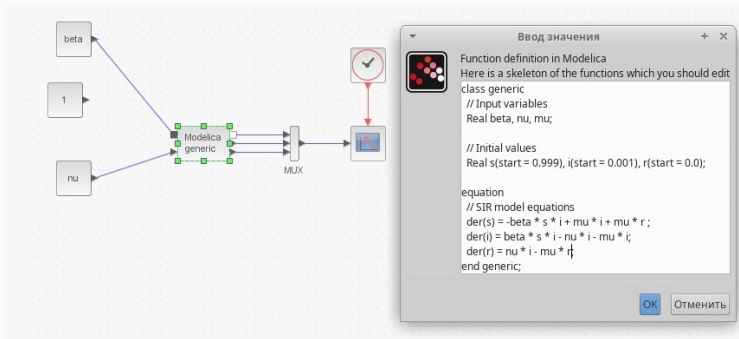 beta
1
nu
Modelica
generic
MUX
Ввод значения
Function definition in Modelica
Here is a skeleton of the functions which you should edit
class generic
// Input variables
Real beta, nu, mu;
// Initial values
Real s(start = 0.999), i(start = 0.001), r(start = 0.0);
equation
// SIR model equations
der(s) = -beta * s * i + mu * i + mu * r ;
der(i) = beta * s * i - nu * i - mu * i;
der(r) = nu * i - mu * r;
end generic;
OK
Отменить